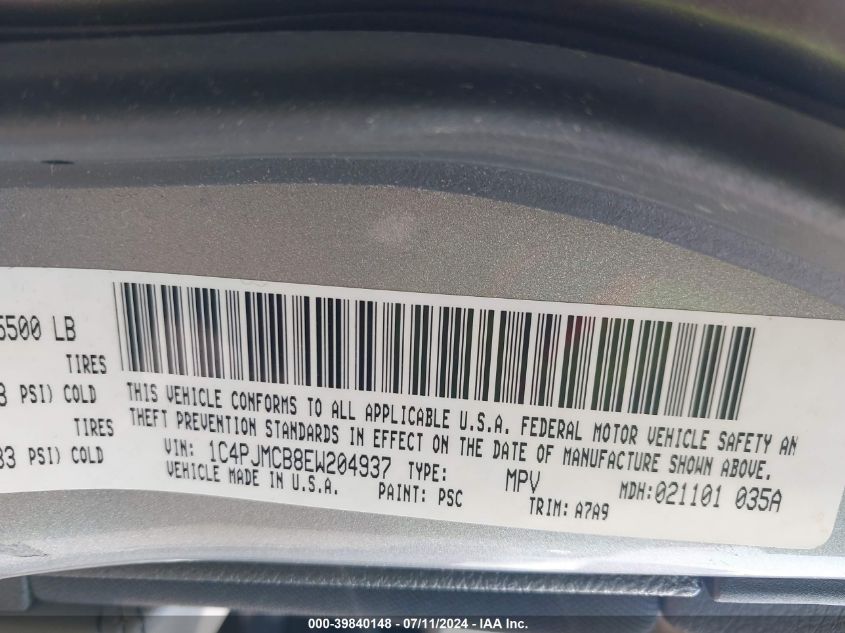 5500 LB
TIRES
PSI) COLD
TIRES
33 PSI) COLD
THIS VEHICLE CONFORMS TO ALL APPLICABLE U.S.A. FEDERAL MOTOR VEHICLE SAFETY AN
THEFT PREVENTION STANDARDS IN EFFECT ON THE DATE OF MANUFACTURE SHOWN ABOVE.
VIN: 1C4PJMCB8EW204937 TYPE: MPV MDH:021101 035A
VEHICLE MADE IN U.S.A. PAINT: PSC TRIM: A7A9
000-39840148 - 07/11/2024 - IAA Inc.